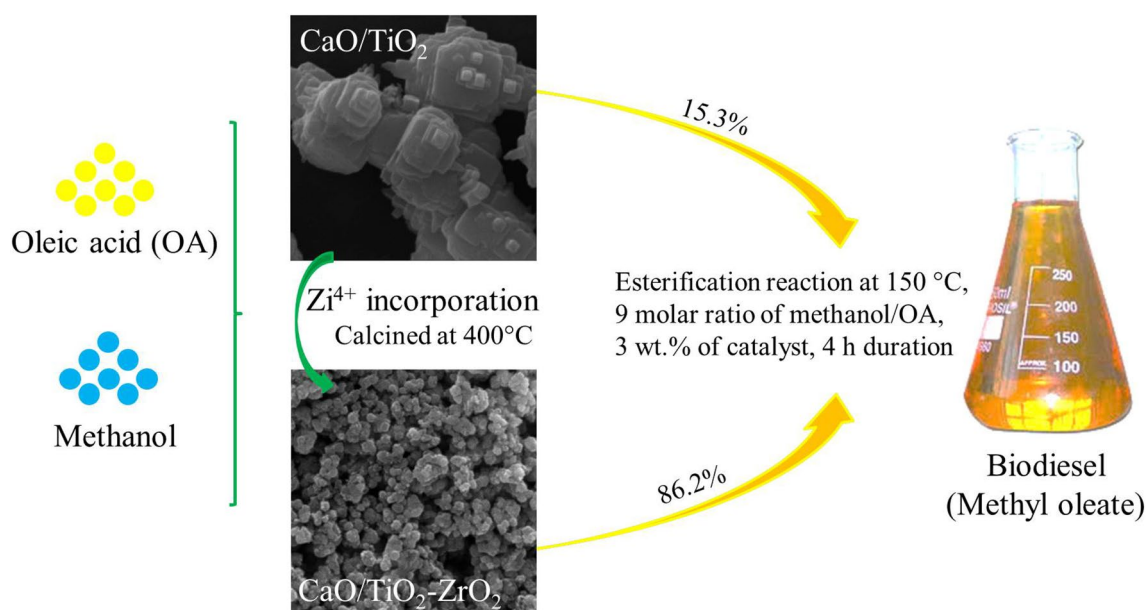 CaO/TiO₂
15.3%
Oleic acid (OA)
Zi⁴⁺ incorporation
Calcined at 400°C
Esterification reaction at 150 °C,
9 molar ratio of methanol/OA,
3 wt.% of catalyst, 4 h duration
250
200
150
APPROX. 100
Methanol
86.2%
CaO/TiO₂-ZrO₂
Biodiesel
(Methyl oleate)